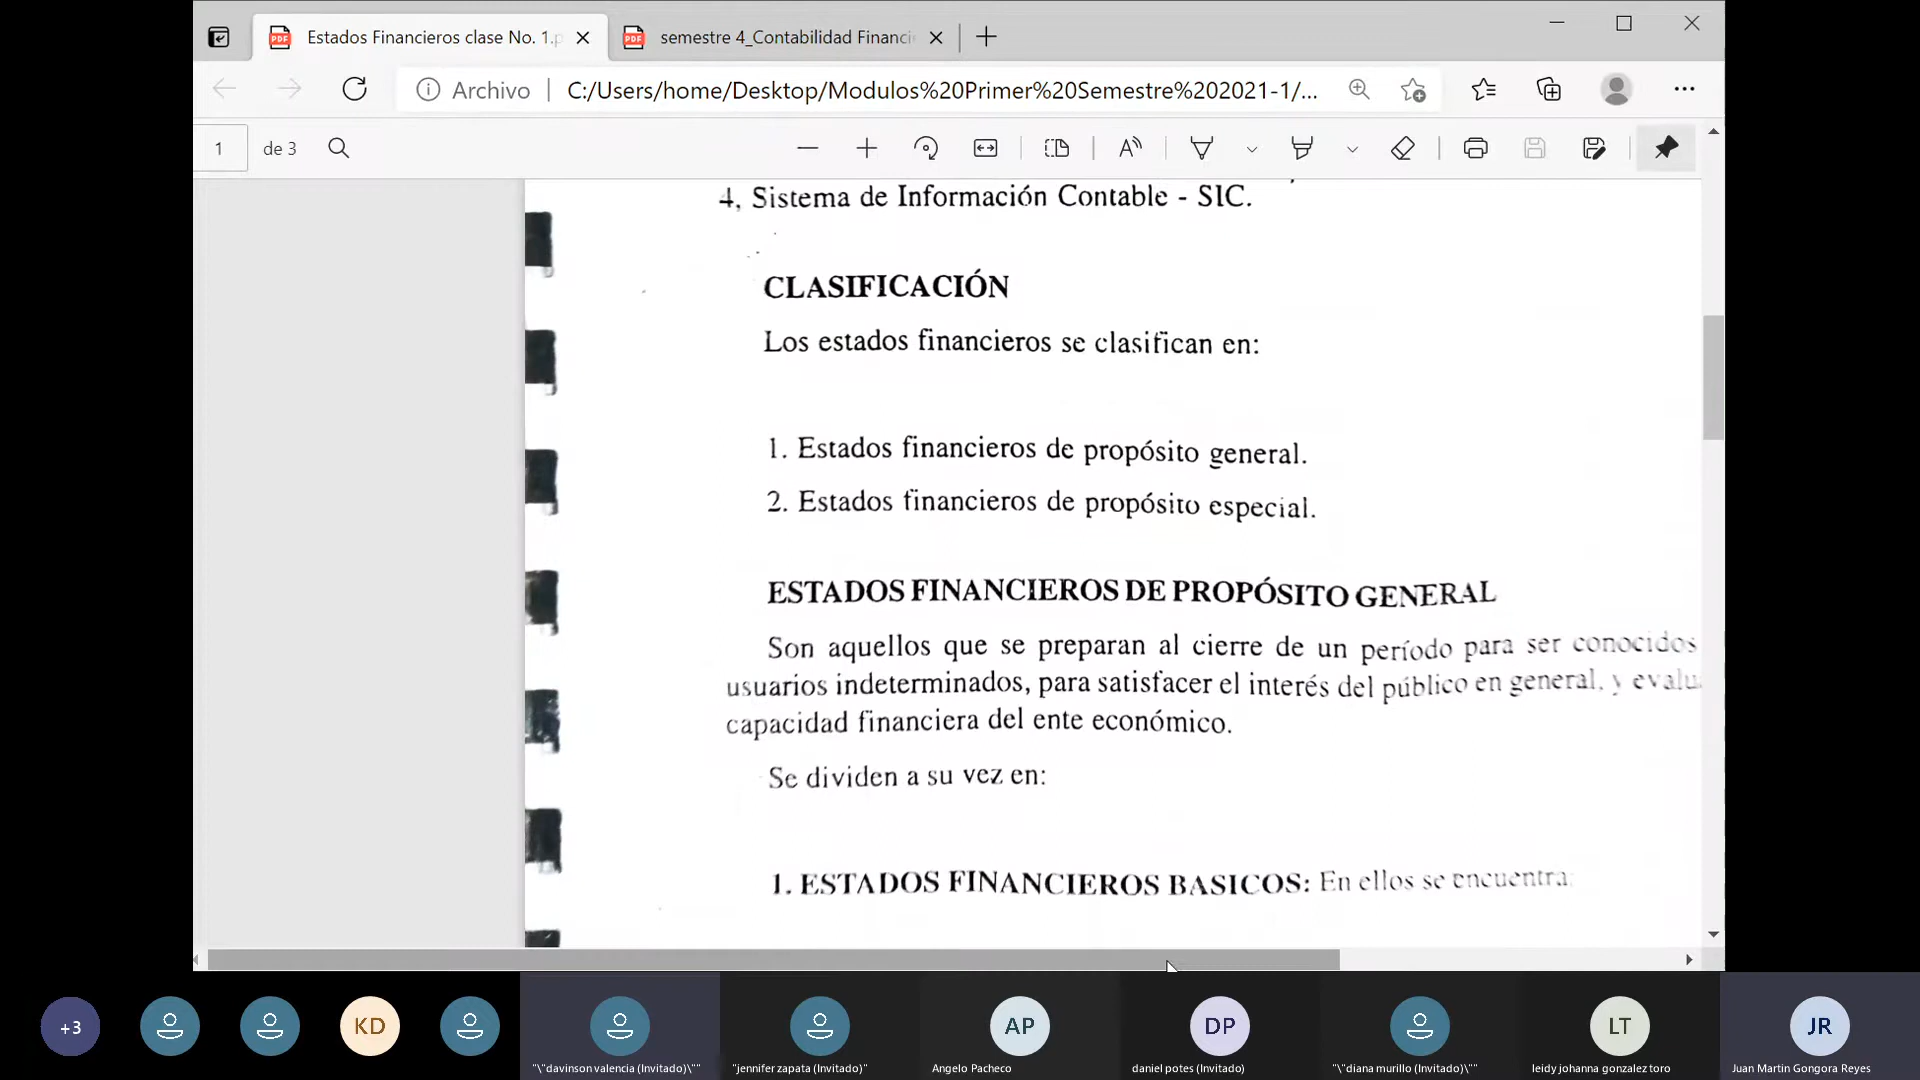 Estados Financieros clase No. 1.p
semestre 4_Contabilidad Financi
Archivo
C:/Users/home/Desktop/Modulos%20Primer%20Semestre%202021-1/...
1 de 3
4, Sistema de Información Contable - SIC.
CLASIFICACIÓN
Los estados financieros se clasifican en:
1. Estados financieros de propósito general.
2. Estados financieros de propósito especial.
ESTADOS FINANCIEROS DE PROPÓSITO GENERAL
Son aquellos que se preparan al cierre de un período para ser conocidos
usuarios indeterminados, para satisfacer el interés del público en general, y evalu
capacidad financiera del ente económico.
Se dividen a su vez en:
1. ESTADOS FINANCIEROS BASICOS: En ellos se encuentra
+3
KD
AP
DP
LT
JR
"\"davinson valencia (Invitado)\""
"jennifer zapata (Invitado)"
Angelo Pacheco
daniel potes (Invitado)
"\"diana murillo (Invitado)\""
leidy johanna gonzalez toro
Juan Martin Gongora Reyes